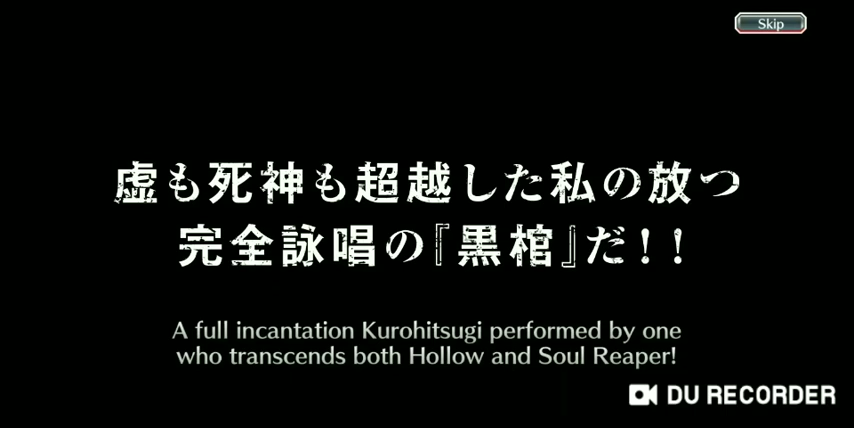 Skip
虚も死神も超越した私の放つ
完全詠唱の『黒棺』だ!!
A full incantation Kurohitsugi performed by one
who transcends both Hollow and Soul Reaper!
DU RECORDER